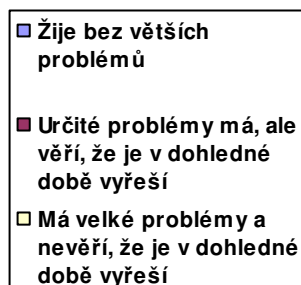 Žije bez větších
problémů
Určité problémy má, ale
věří, že je v dohledné
době vyřeší
Má velké problémy a
nevěří, že je v dohledné
době vyřeší